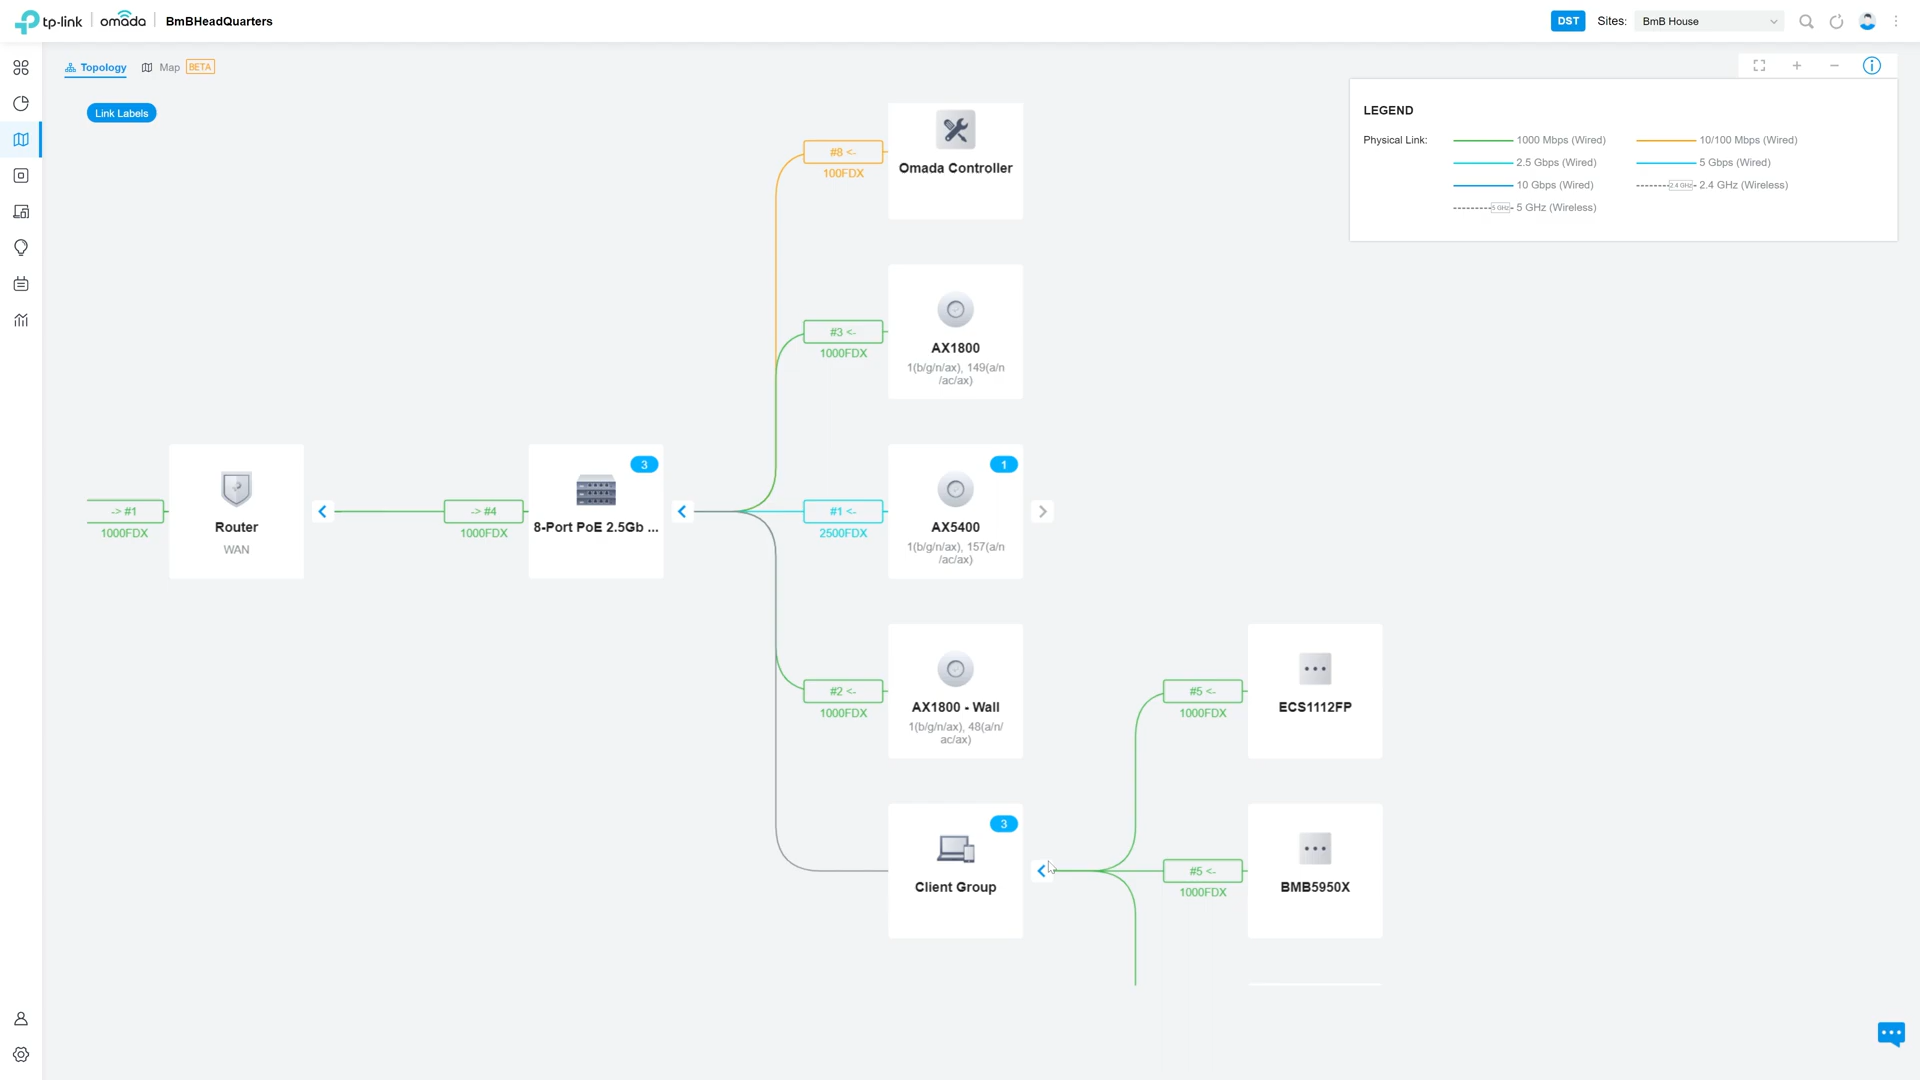 tp-link omada BmBHeadQuarters DST Sites: BmB House
Topology Map BETA
Link Labels
LEGEND
Physical Link: 1000 Mbps (Wired) 10/100 Mbps (Wired)
2.5 Gbps (Wired) 5 Gbps (Wired)
10 Gbps (Wired) 2.4 GHz 2.4 GHz (Wireless)
5 GHz 5 GHz (Wireless)
#8 <-
100FDX
Omada Controller
#3 <-
1000FDX
AX1800
1(b/g/n/ax), 149(a/n
/ac/ax)
-> #1
1000FDX
Router
WAN
-> #4
1000FDX
3
8-Port PoE 2.5Gb ...
#1 <-
2500FDX
1
AX5400
1(b/g/n/ax), 157(a/n
/ac/ax)
#2 <-
1000FDX
AX1800 - Wall
1(b/g/n/ax), 48(a/n/
ac/ax)
#5 <-
1000FDX
ECS1112FP
3
Client Group
#5 <-
1000FDX
BMB5950X